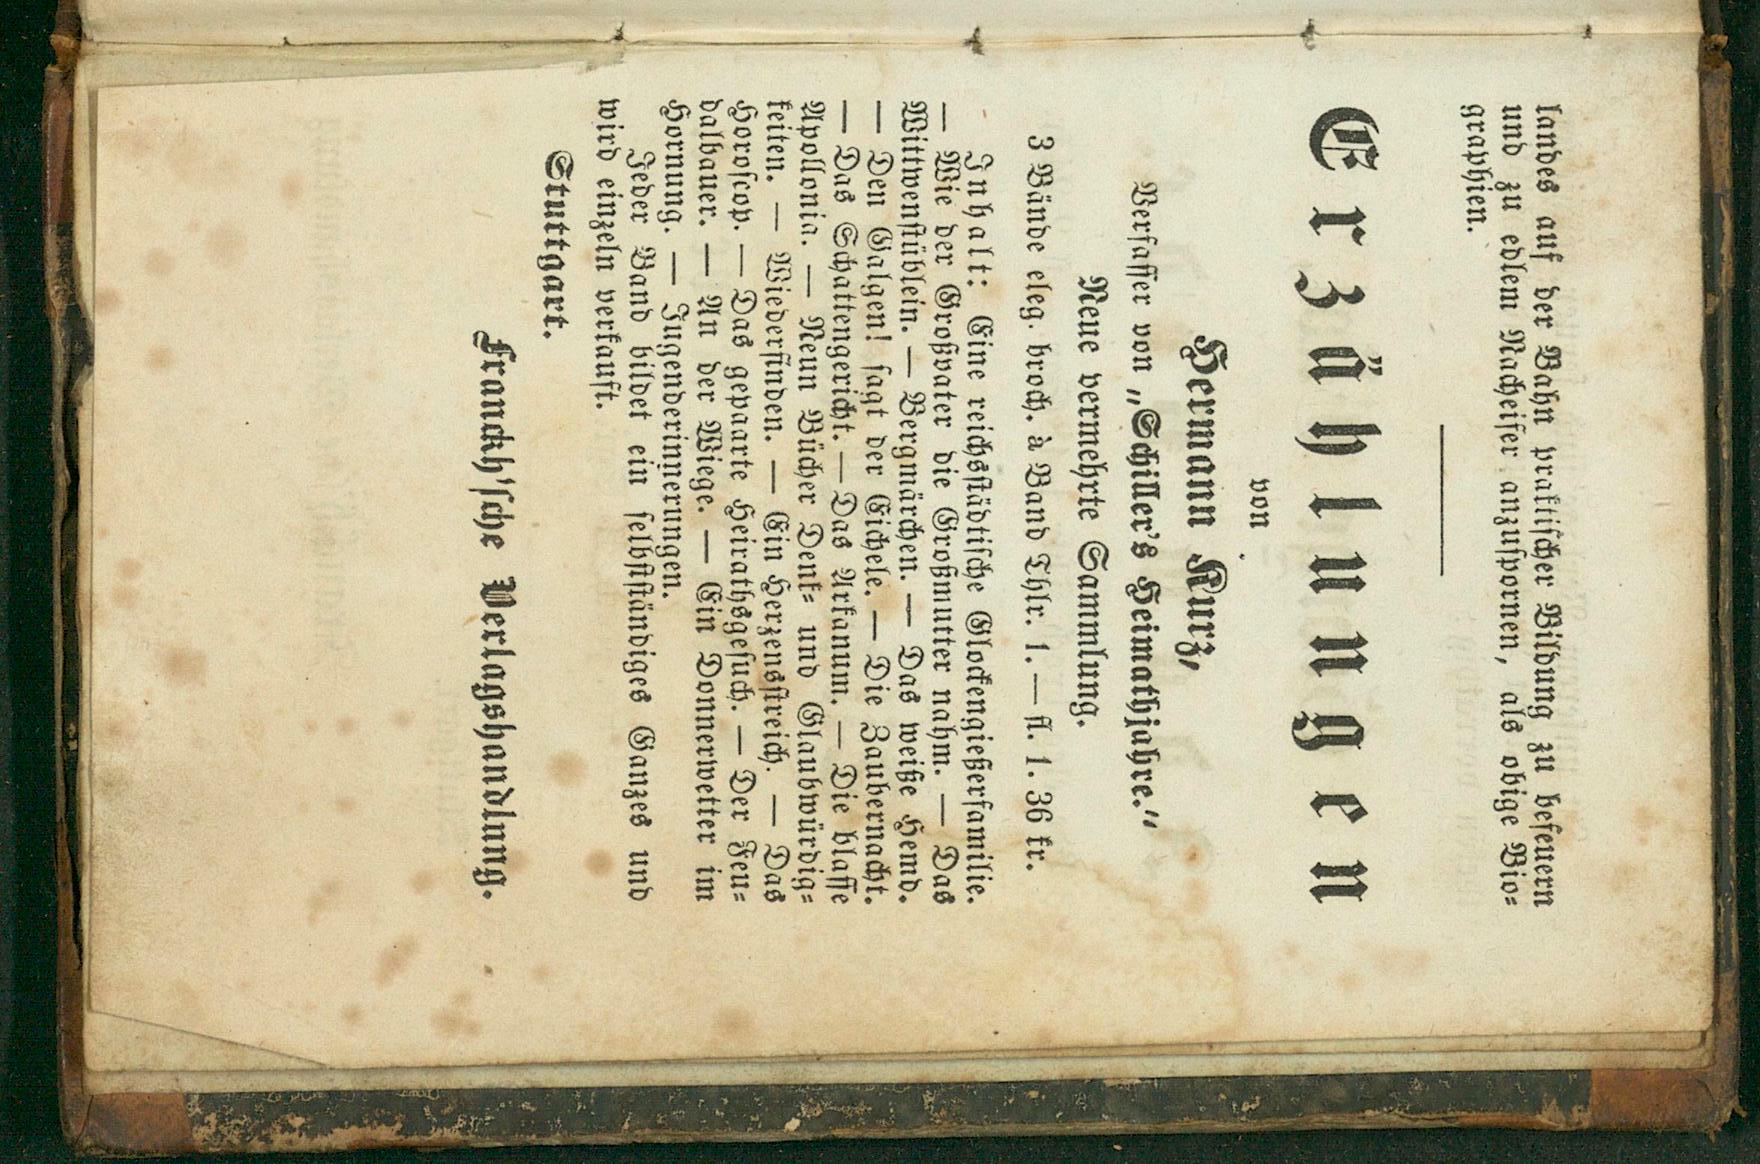 landes auf der Bahn praktischer Bildung zu befeuern
und zu edlem Nacheifer anzuspornen, als obige Bio-
graphien.
Erzählungen
von
Hermann Kurz,
Verfasser von „Schiller's Heimathjahre.“
Neue vermehrte Sammlung.
3 Bände eleg. broch. à Band Thlr. 1. — fl. 1. 36 kr.
Inhalt: Eine reichsstädtische Glockengießerfamilie.
— Wie der Großvater die Großmutter nahm. — Das
Wittwenstüblein. — Bergmärchen. — Das weiße Hemd.
— Den Galgen! sagt der Eichele. — Die Zaubernacht.
— Das Schattengericht. — Das Arkanum. — Die blasse
Apollonia. — Neun Bücher Denk- und Glaubwürdig-
keiten. — Wiederfinden. — Ein Herzensstreich. — Das
Horoscop. — Das gepaarte Heirathsgesuch. — Der Feu-
dalbauer. — An der Wiege. — Ein Donnerwetter im
Hornung. — Jugenderinnerungen.
Jeder Band bildet ein selbstständiges Ganzes und
wird einzeln verkauft.
Stuttgart.
Franckh'sche Verlagshandlung.